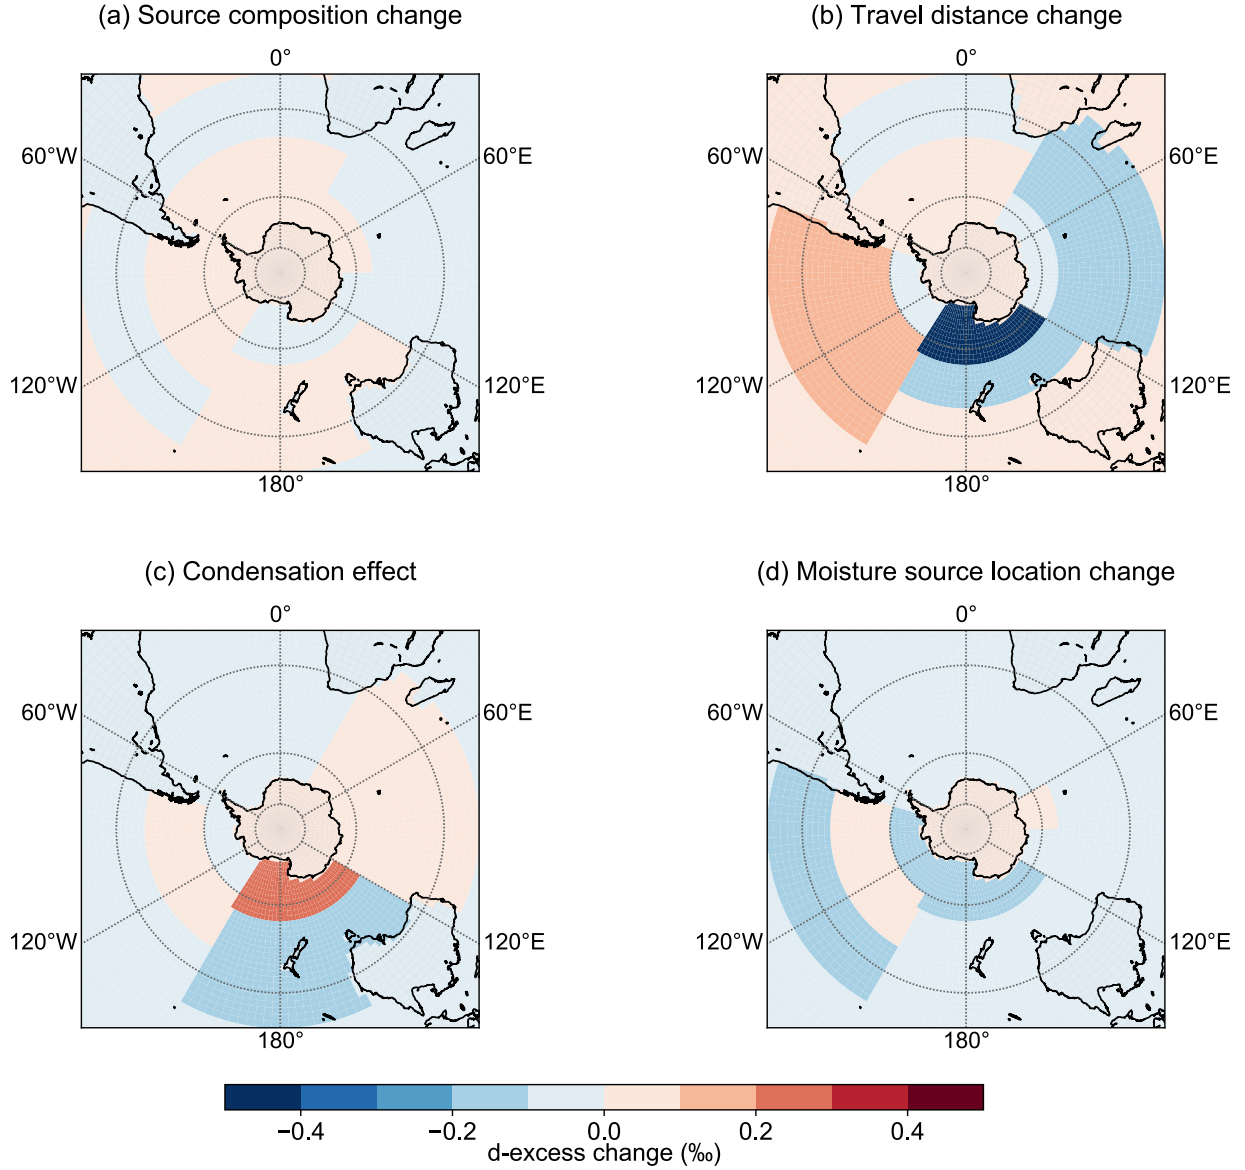 (a) Source composition change
(b) Travel distance change
0°
0°
60°W
60°E
60°W
60°E
120°W
120°E
120°W
120°E
180°
180°
(c) Condensation effect
(d) Moisture source location change
0°
0°
60°W
60°E
60°W
60°E
120°W
120°E
120°W
120°E
180°
180°
−0.4
−0.2
0.0
0.2
0.4
d-excess change (‰)